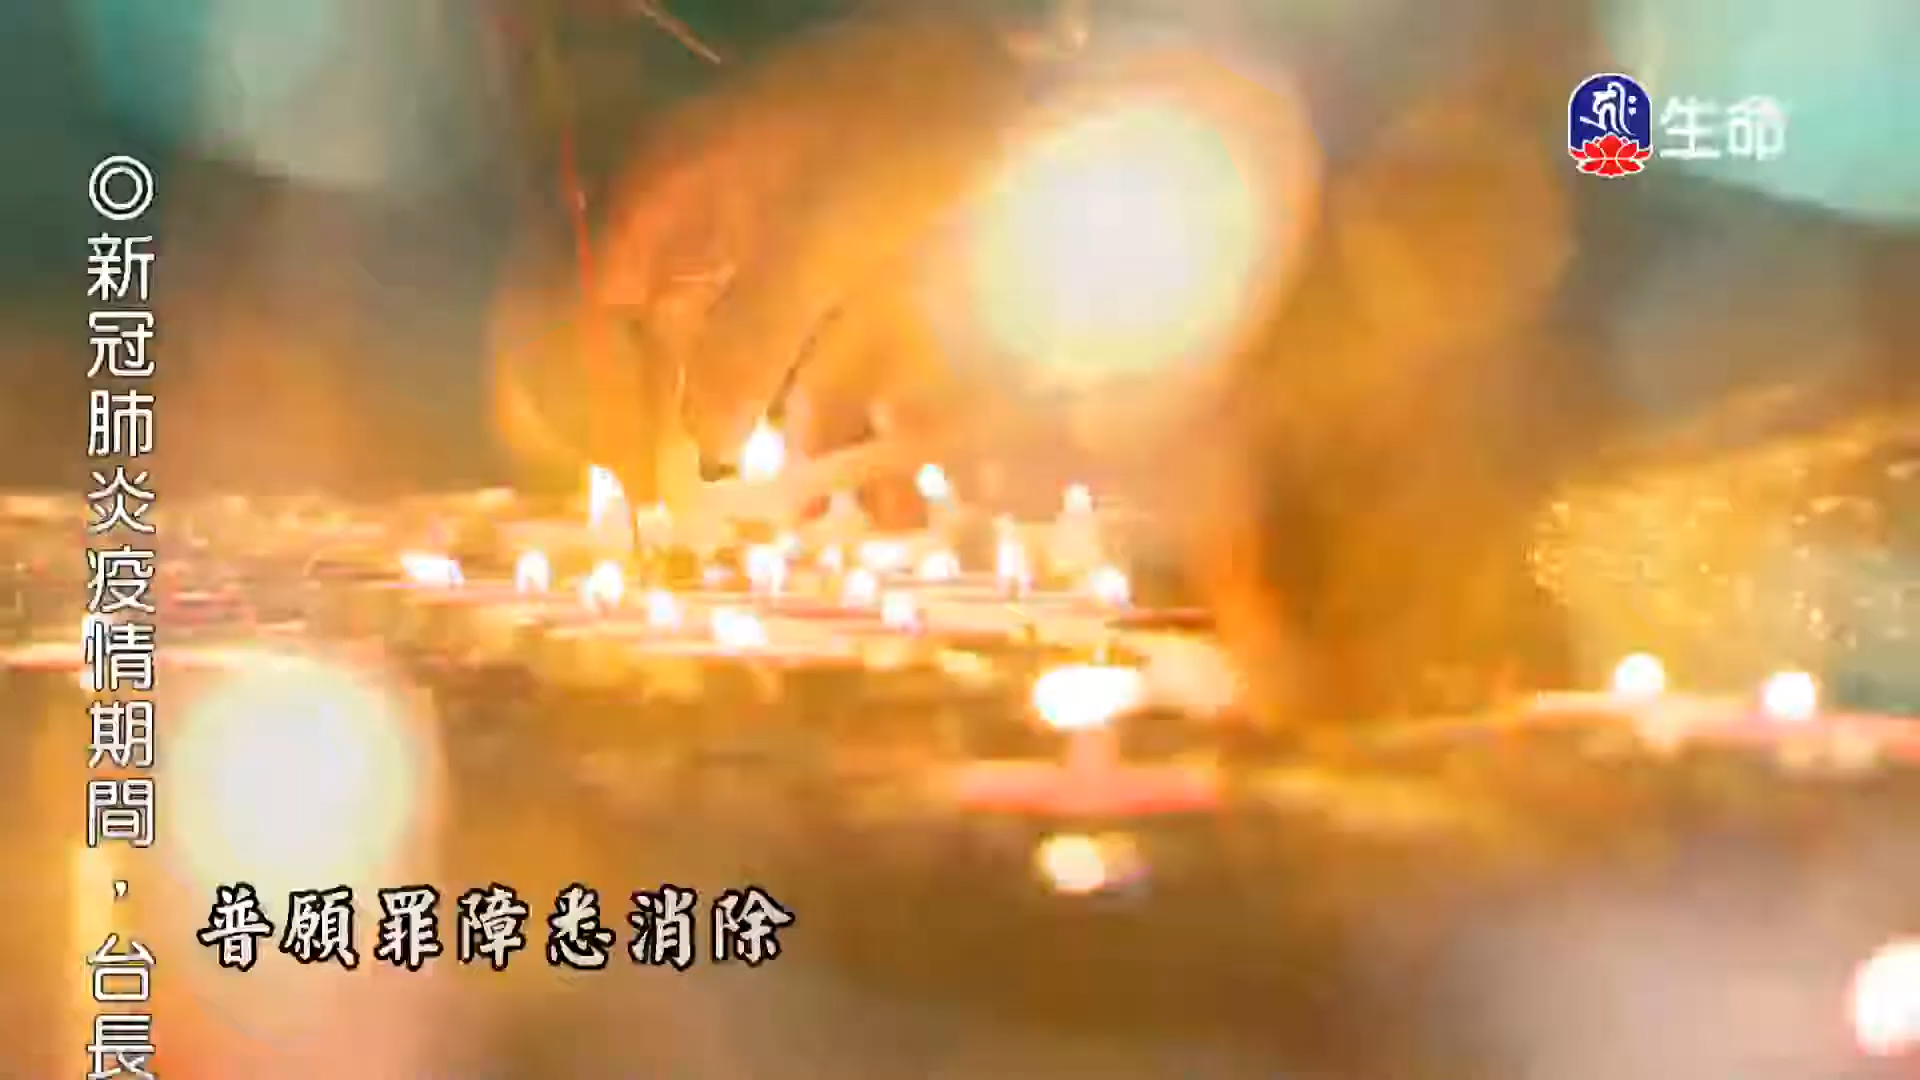 生命
◎新冠肺炎疫情期間，台長
普願罪障悉消除